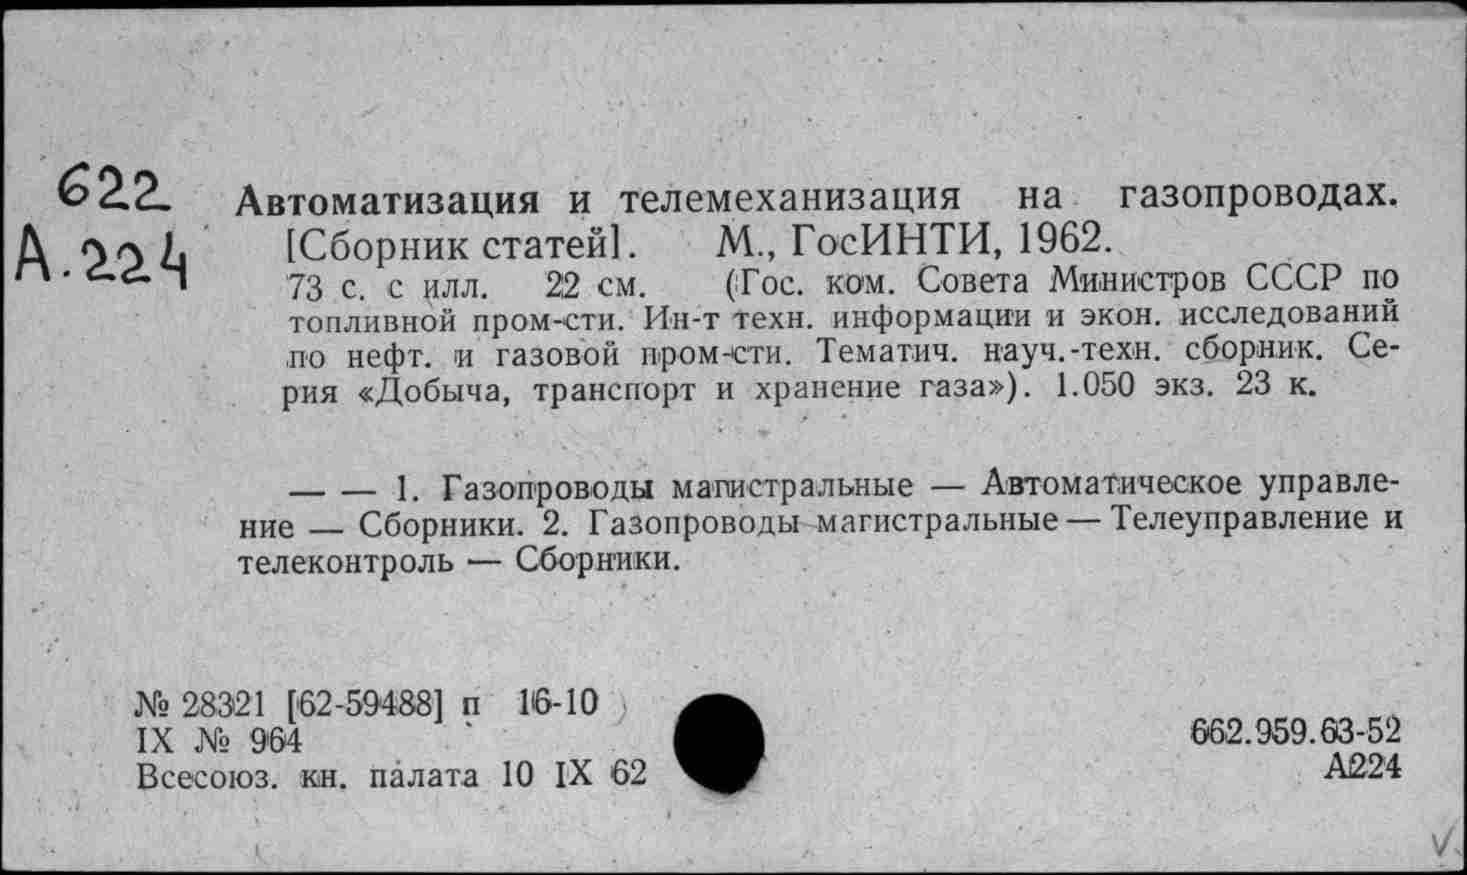 622
А.224
Автоматизация и телемеханизация на газопроводах.
[Сборник статей]. М., ГосИНТИ, 1962.
73 с. с илл. 22 см. (Гос. ком. Совета Министров СССР по
топливной пром-сти. Ин-т техн. информации и экон. исследований
по нефт. и газовой пром-сти. Тематич. науч.-техн. сборник. Се-
рия «Добыча, транспорт и хранение газа»). 1.050 экз. 23 к.
— — 1. Газопроводы магистральные — Автоматическое управле-
ние — Сборники. 2. Газопроводы магистральные — Телеуправление и
телеконтроль — Сборники.
№ 28321 [62-59488] п 16-10
IX № 964
Всесоюз. кн. палата 10 IX 62
662.959.63-52
А224